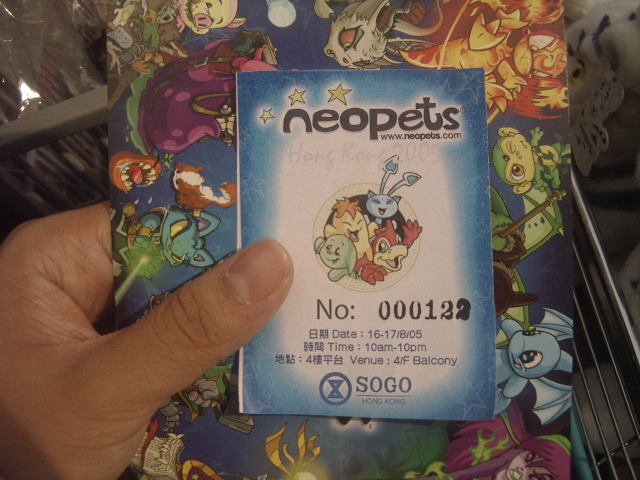 neopets®
www.neopets.com
Hong Kong 2005
No: 000122
日期 Date : 16-17/8/05
時間 Time : 10am-10pm
地點 : 4樓平台 Venue : 4/F Balcony
SOGO
HONG KONG